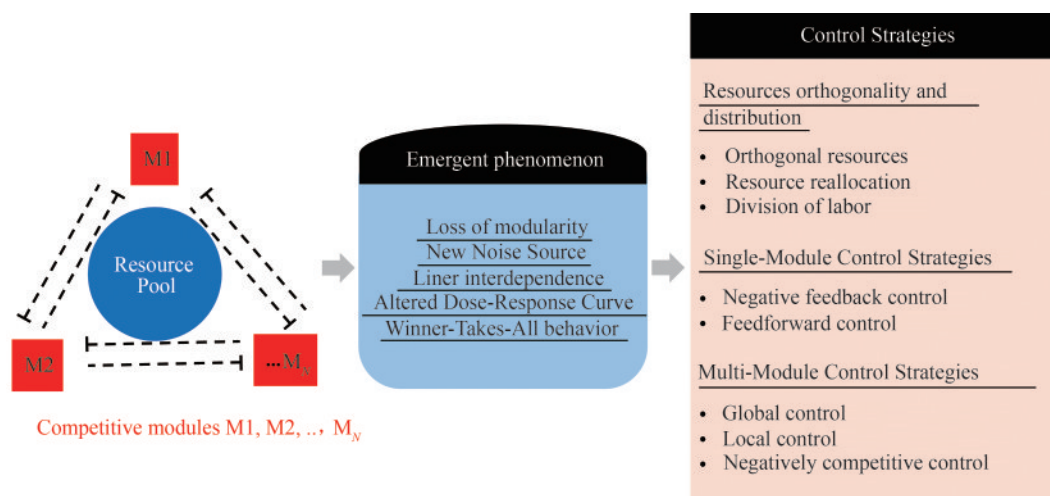 M1
Resource
Pool
M2
...M_N
Competitive modules M1, M2, .., M_N
Emergent phenomenon
Loss of modularity
New Noise Source
Liner interdependence
Altered Dose-Response Curve
Winner-Takes-All behavior
Control Strategies
Resources orthogonality and
distribution
• Orthogonal resources
• Resource reallocation
• Division of labor
Single-Module Control Strategies
• Negative feedback control
• Feedforward control
Multi-Module Control Strategies
• Global control
• Local control
• Negatively competitive control